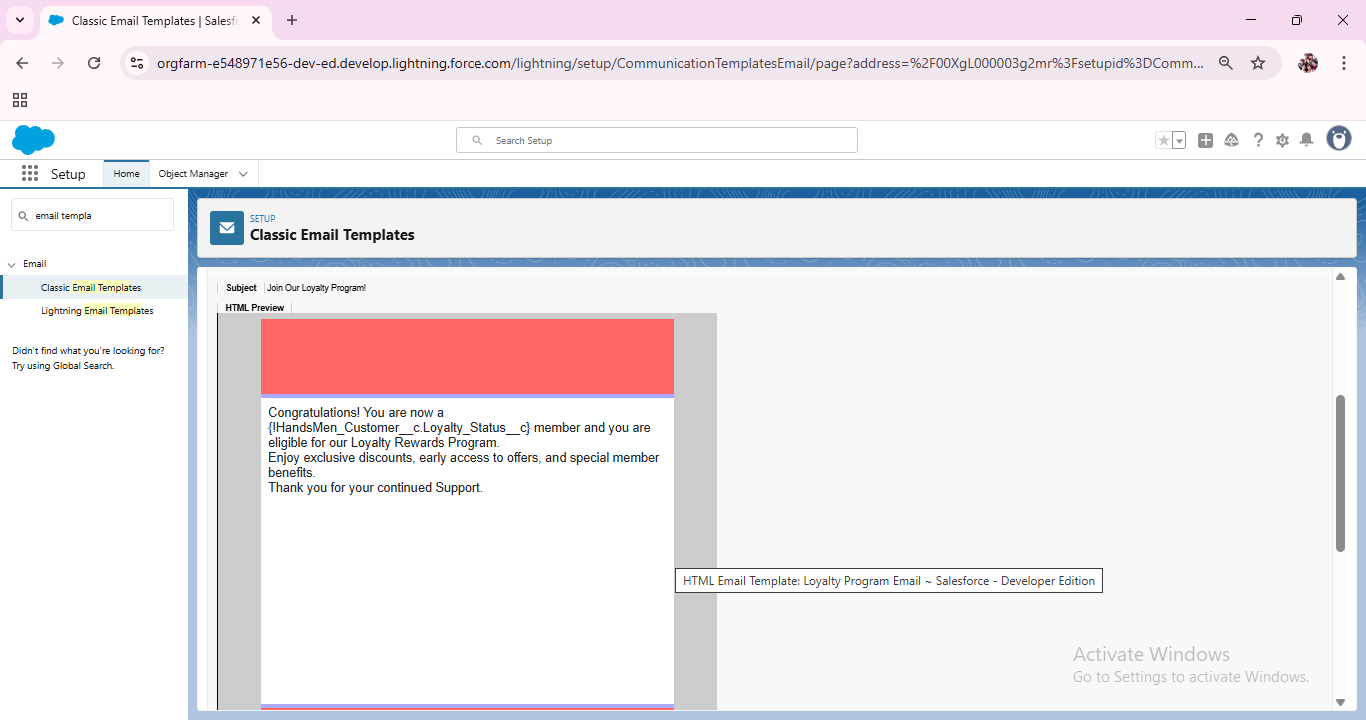 Classic Email Templates | Salesf
orgfarm-e548971e56-dev-ed.develop.lightning.force.com/lightning/setup/CommunicationTemplatesEmail/page?address=%2F00XgL000003g2mr%3Fsetupid%3DComm...
Search Setup
Setup
Home
Object Manager
email templa
SETUP
Classic Email Templates
Email
Classic Email Templates
Lightning Email Templates
Didn't find what you're looking for?
Try using Global Search.
Subject Join Our Loyalty Program!
HTML Preview
Congratulations! You are now a
{!HandsMen_Customer__c.Loyalty_Status__c} member and you are
eligible for our Loyalty Rewards Program.
Enjoy exclusive discounts, early access to offers, and special member
benefits.
Thank you for your continued Support.
HTML Email Template: Loyalty Program Email ~ Salesforce - Developer Edition
Activate Windows
Go to Settings to activate Windows.